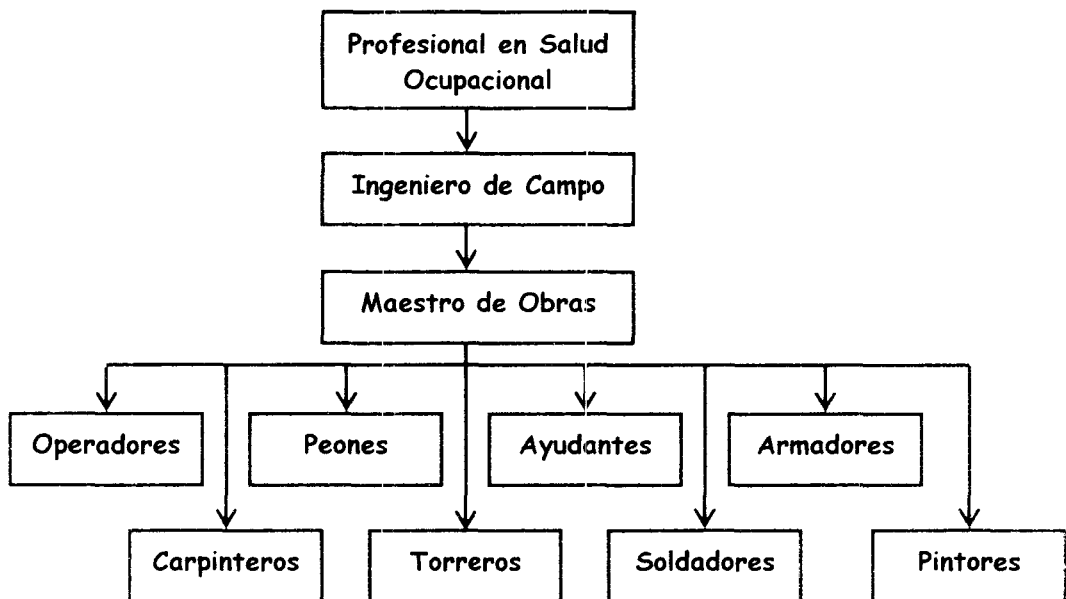 Profesional en Salud
Ocupacional
Ingeniero de Campo
Maestro de Obras
Operadores
Peones
Ayudantes
Armadores
Carpinteros
Torreros
Soldadores
Pintores